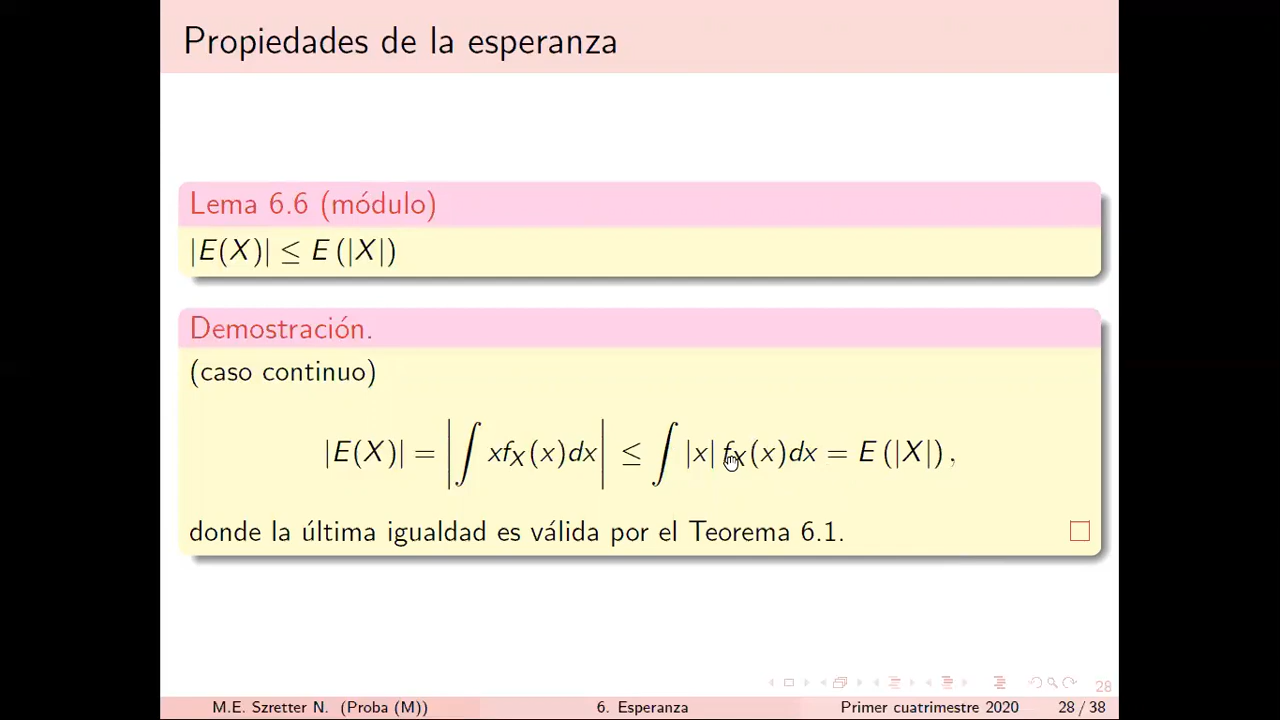 Propiedades de la esperanza
Lema 6.6 (módulo)
|E(X)| ≤ E (|X|)
Demostración.
(caso continuo)
|E(X)| = |∫ xf_X(x)dx| ≤ ∫ |x| f_X(x)dx = E (|X|) ,
donde la última igualdad es válida por el Teorema 6.1.
28
M.E. Szretter N. (Proba (M)) 6. Esperanza Primer cuatrimestre 2020 28 / 38